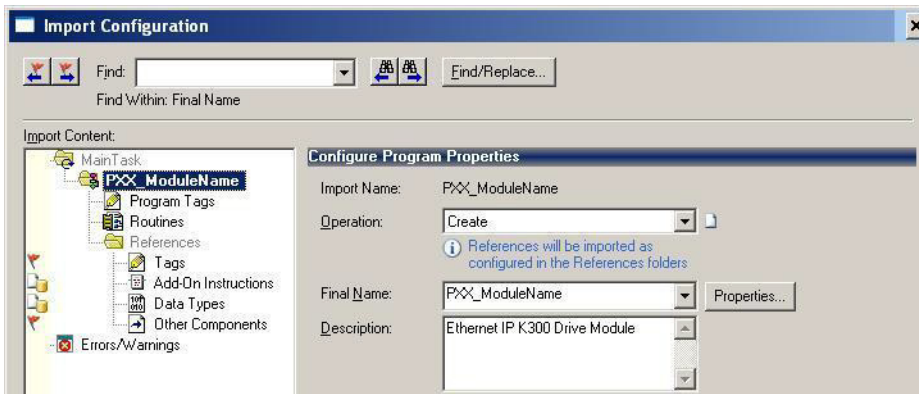 Import Configuration
Find:
Find/Replace...
Find Within: Final Name
Import Content:
MainTask
PXX_ModuleName
Program Tags
Routines
References
Tags
Add-On Instructions
Data Types
Other Components
Errors/Warnings
Configure Program Properties
Import Name: PXX_ModuleName
Operation: Create
References will be imported as
configured in the References folders
Final Name: PXX_ModuleName Properties...
Description: Ethernet IP K300 Drive Module